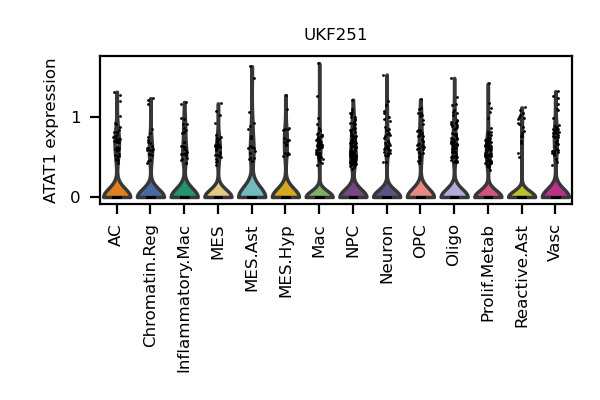 UKF251
ATAT1 expression
1
0
AC
Chromatin.Reg
Inflammatory.Mac
MES
MES.Ast
MES.Hyp
Mac
NPC
Neuron
OPC
Oligo
Prolif.Metab
Reactive.Ast
Vasc